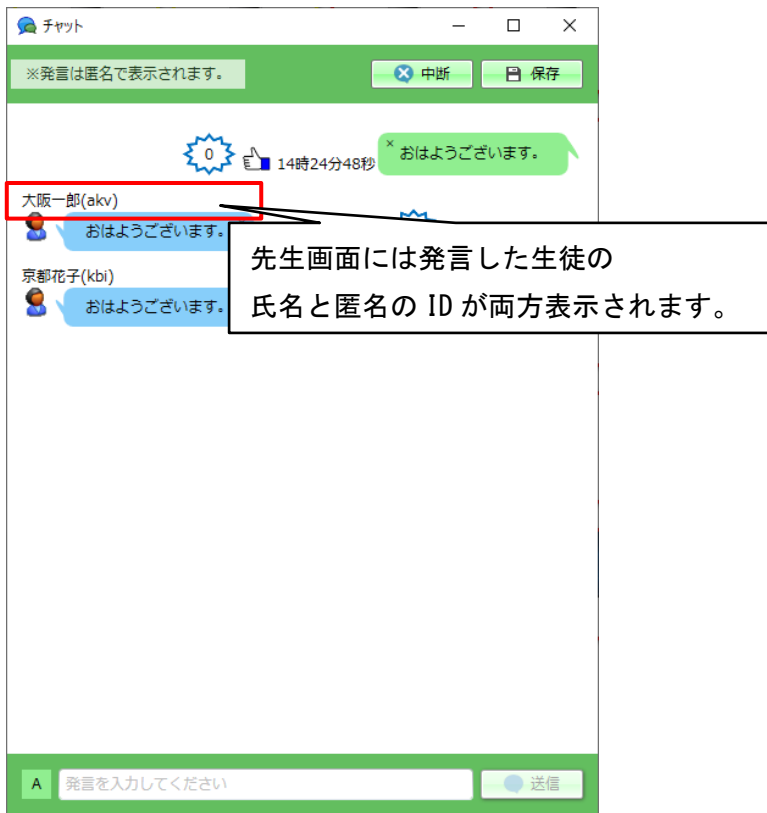 チャット
※発言は匿名で表示されます。
中断
保存
0
14時24分48秒
× おはようございます。
大阪一郎(akv)
おはようございます。
先生画面には発言した生徒の
氏名と匿名の ID が両方表示されます。
京都花子(kbi)
おはようございます。
A
発言を入力してください
送信